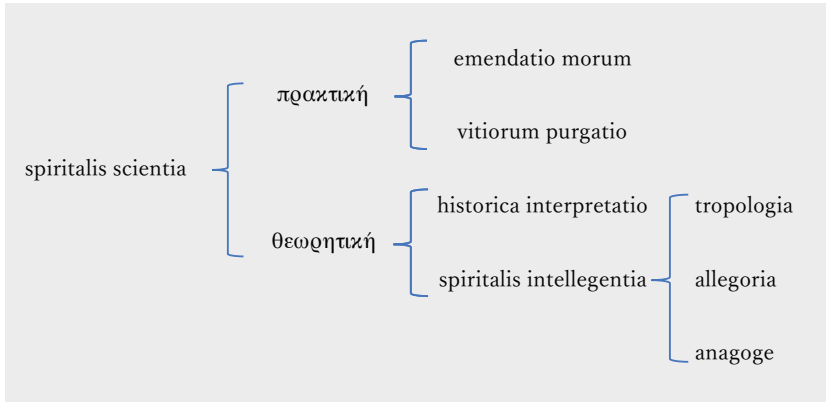 emendatio morum
πρακτική
vitiorum purgatio
spiritalis scientia
historica interpretatio
tropologia
θεωρητική
spiritalis intellegentia
allegoria
anagoge